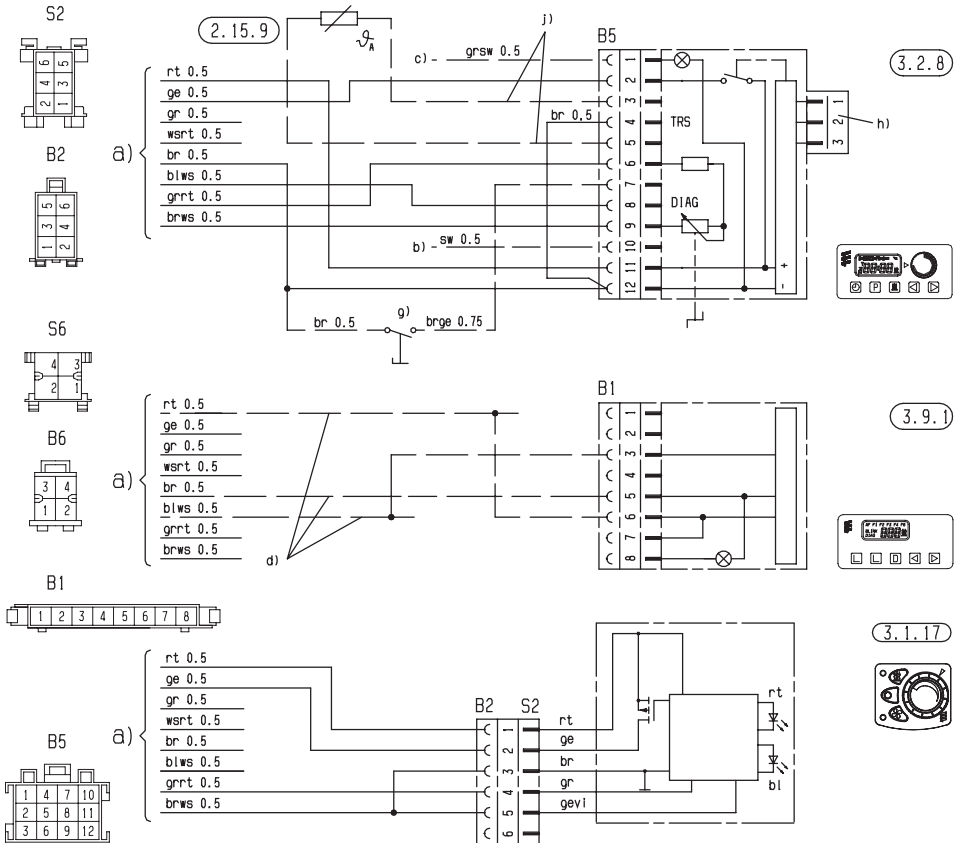 S2
6 5
4 3
2 1
B2
5 6
3 4
1 2
S6
4 3
2 1
B6
3 4
1 2
B1
1 2 3 4 5 6 7 8
B5
1 4 7 10
2 5 8 11
3 6 9 12
2.15.9
ϑA
j)
c) grsw 0.5
a)
rt 0.5
ge 0.5
gr 0.5
wsrt 0.5
br 0.5
blws 0.5
grrt 0.5
brws 0.5
br 0.5
b) sw 0.5
g)
br 0.5
brge 0.75
B5
1
2
3
4
5
6
7
8
9
10
11
12
TRS
DIAG
+
-
1
2
3
h)
3.2.8
P
a)
rt 0.5
ge 0.5
gr 0.5
wsrt 0.5
br 0.5
blws 0.5
grrt 0.5
brws 0.5
d)
B1
1
2
3
4
5
6
7
8
3.9.1
a)
rt 0.5
ge 0.5
gr 0.5
wsrt 0.5
br 0.5
blws 0.5
grrt 0.5
brws 0.5
B2 S2
1
2
3
4
5
6
rt
ge
br
gr
gevi
rt
bl
3.1.17